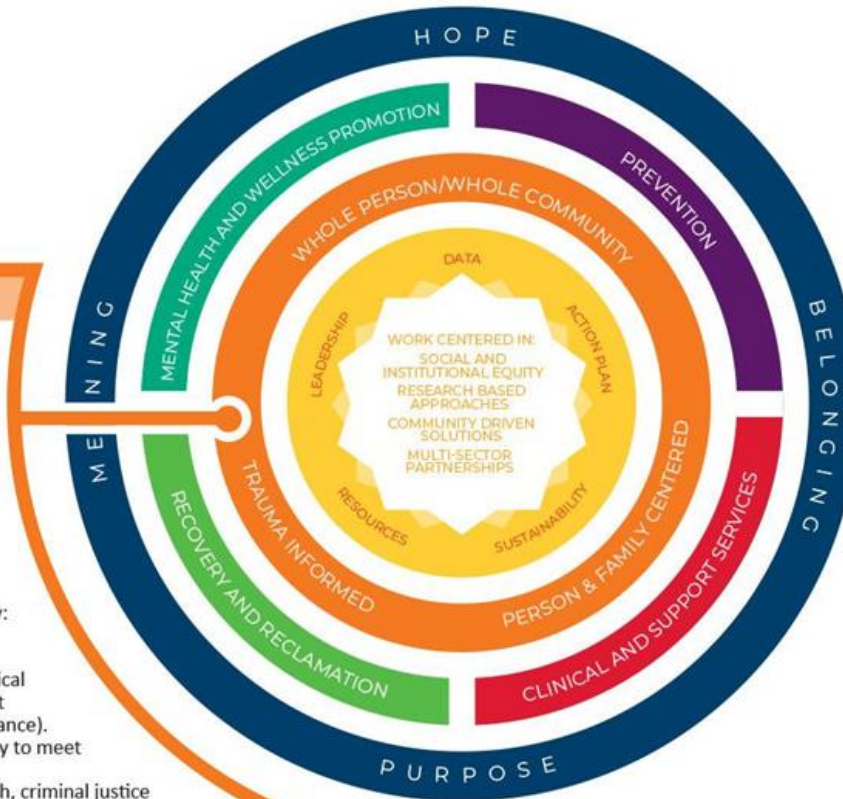 HOPE
MENTAL HEALTH AND WELLNESS PROMOTION
PREVENTION
WHOLE PERSON/WHOLE COMMUNITY
DATA
LEADERSHIP
ACTION PLAN
WORK CENTERED IN:
SOCIAL AND
INSTITUTIONAL EQUITY
RESEARCH BASED
APPROACHES
COMMUNITY DRIVEN
SOLUTIONS
MULTI-SECTOR
PARTNERSHIPS
RESOURCES
SUSTAINABILITY
TRAUMA INFORMED
PERSON & FAMILY CENTERED
RECOVERY AND RECLAMATION
CLINICAL AND SUPPORT SERVICES
ME NING
BELONGING
PURPOSE
ance).
y to meet
h, criminal justice